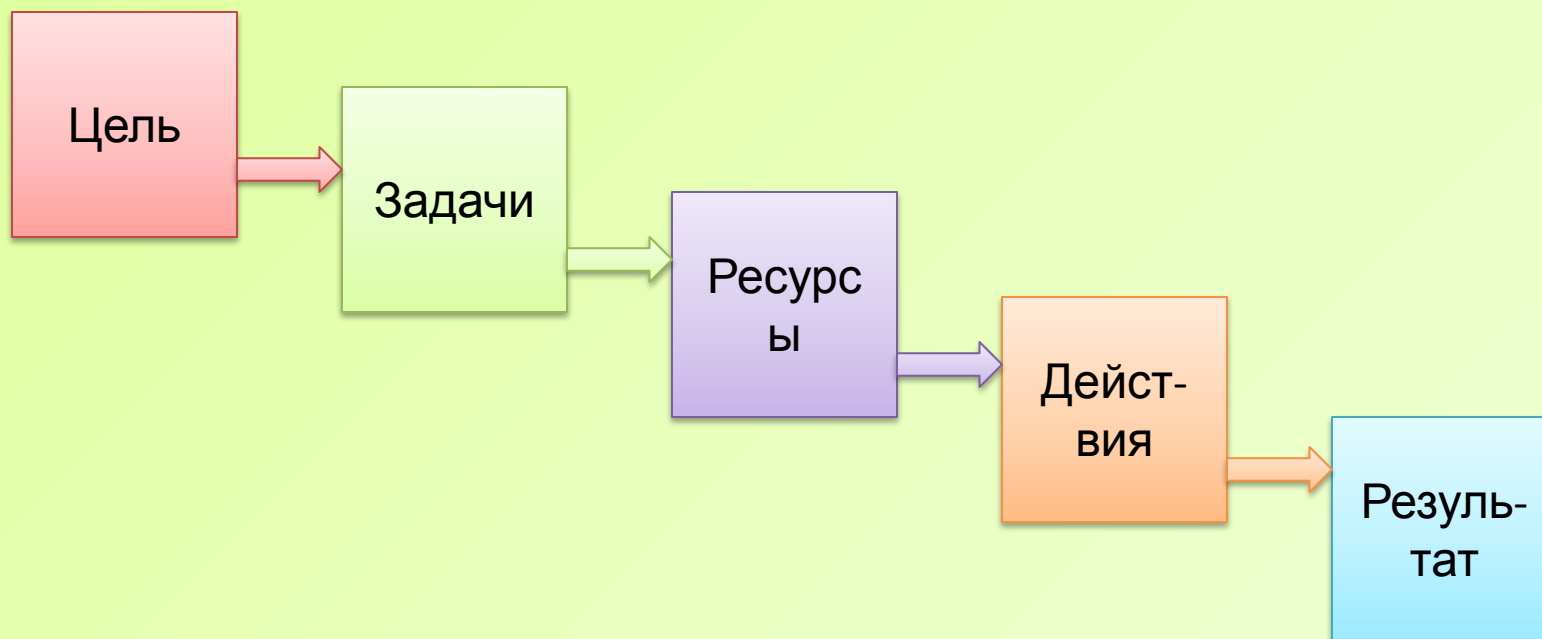 Цель
Задачи
Ресурс
ы
Дейст-
вия
Резуль-
тат